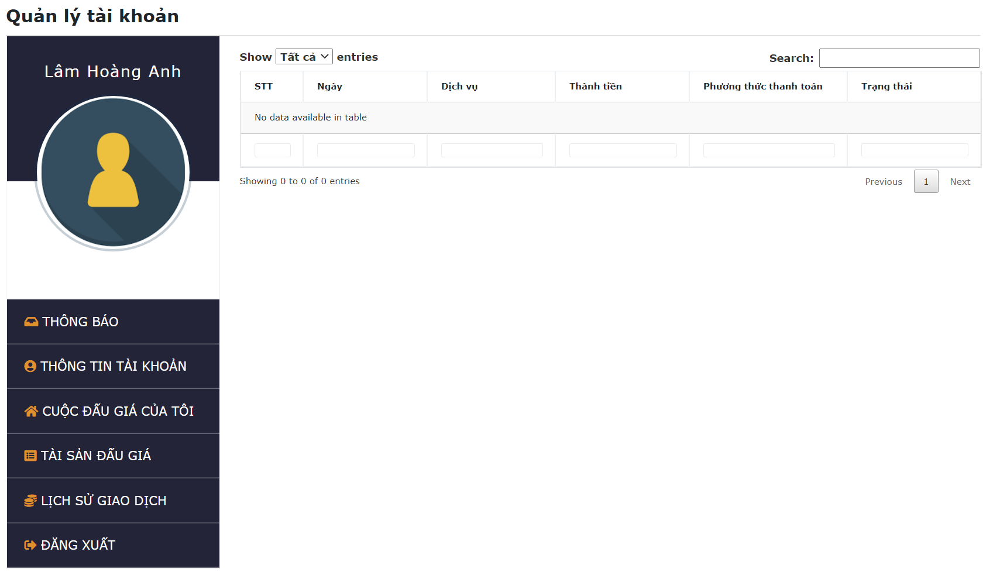 Quản lý tài khoản
Lâm Hoàng Anh
THÔNG BÁO
THÔNG TIN TÀI KHOẢN
CUỘC ĐẤU GIÁ CỦA TÔI
TÀI SẢN ĐẤU GIÁ
LỊCH SỬ GIAO DỊCH
ĐĂNG XUẤT
Show Tất cả entries Search:
STT Ngày Dịch vụ Thành tiền Phương thức thanh toán Trạng thái
No data available in table
Showing 0 to 0 of 0 entries Previous 1 Next